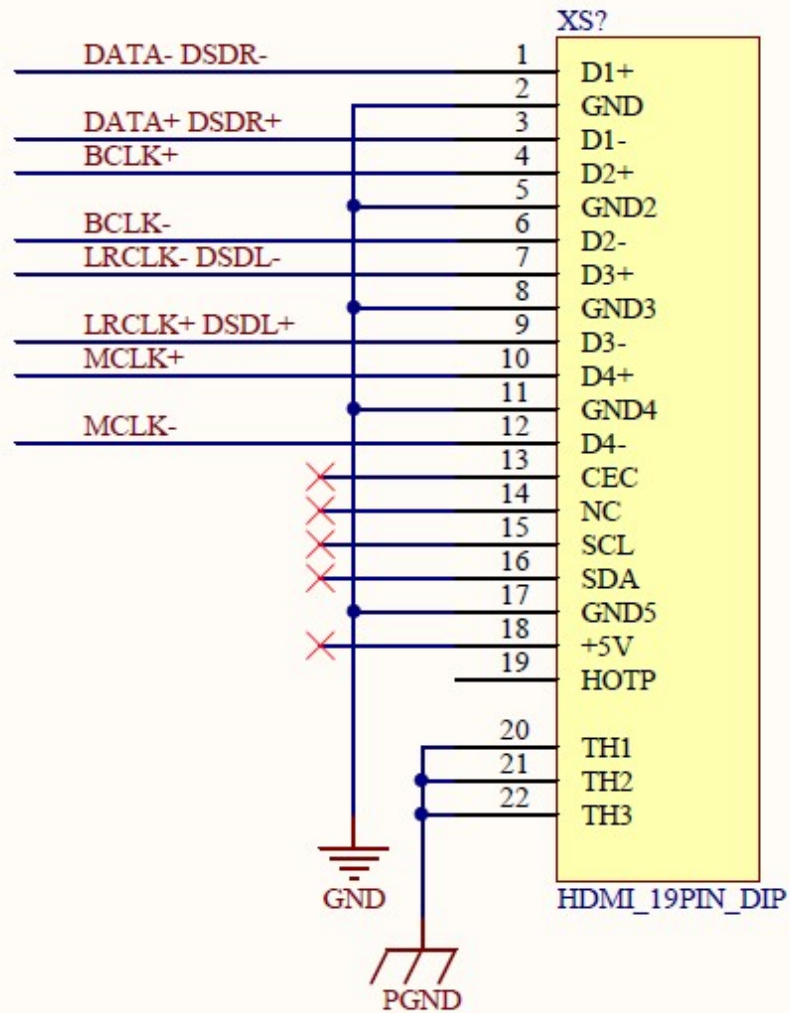 XS?
DATA- DSDR- 1 D1+
2 GND
DATA+ DSDR+ 3 D1-
BCLK+ 4 D2+
5 GND2
BCLK- 6 D2-
LRCLK- DSDL- 7 D3+
8 GND3
LRCLK+ DSDL+ 9 D3-
MCLK+ 10 D4+
11 GND4
MCLK- 12 D4-
13 CEC
14 NC
15 SCL
16 SDA
17 GND5
18 +5V
19 HOTP
20 TH1
21 TH2
22 TH3
GND HDMI_19PIN_DIP
PGND